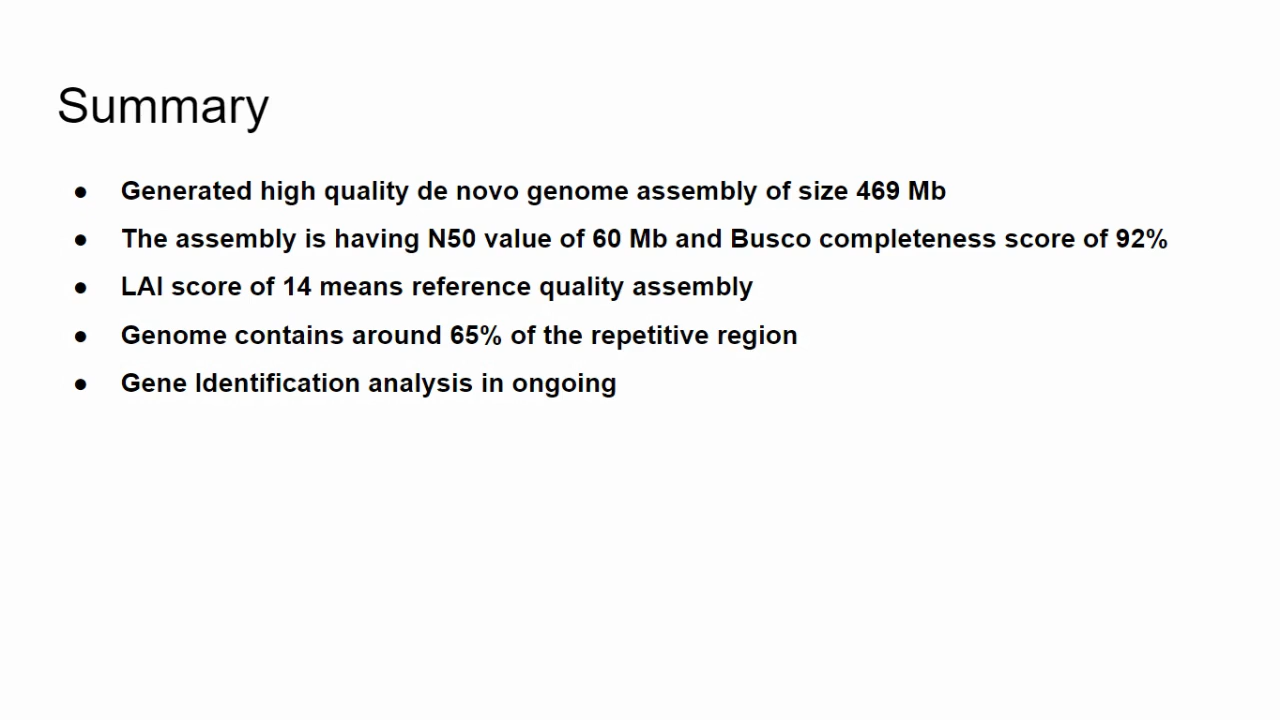 Summary
● Generated high quality de novo genome assembly of size 469 Mb
● The assembly is having N50 value of 60 Mb and Busco completeness score of 92%
● LAI score of 14 means reference quality assembly
● Genome contains around 65% of the repetitive region
● Gene Identification analysis in ongoing